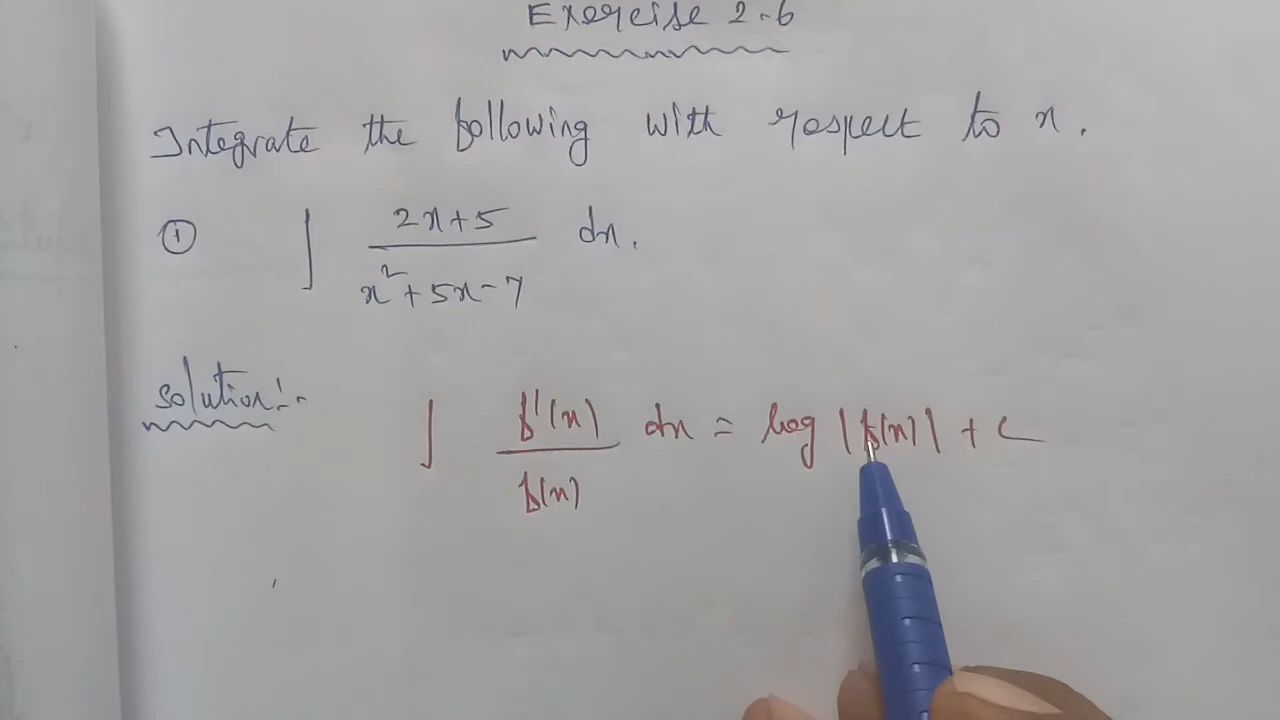 Exercise 2.6
Integrate the following with respect to x.
① ∫ (2x+5)/(x²+5x-7) dx.
Solution:-
∫ f'(x)/f(x) dx = log |f(x)| + c